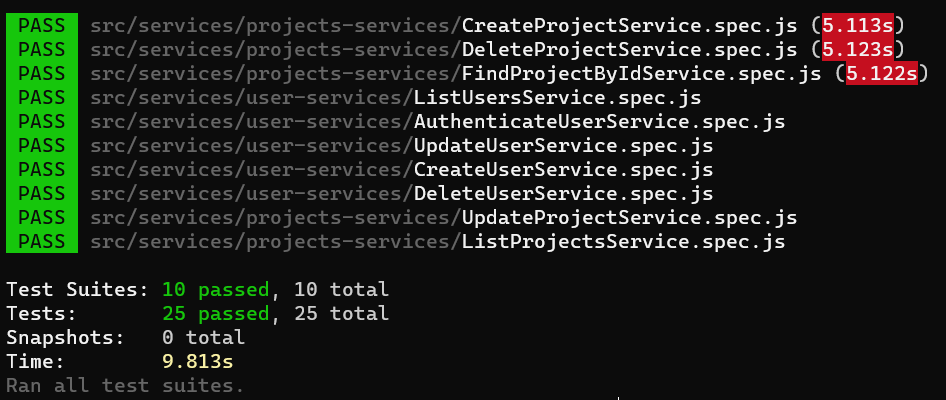 PASS src/services/projects-services/CreateProjectService.spec.js (5.113s)
PASS src/services/projects-services/DeleteProjectService.spec.js (5.123s)
PASS src/services/projects-services/FindProjectByIdService.spec.js (5.122s)
PASS src/services/user-services/ListUsersService.spec.js
PASS src/services/user-services/AuthenticateUserService.spec.js
PASS src/services/user-services/UpdateUserService.spec.js
PASS src/services/user-services/CreateUserService.spec.js
PASS src/services/user-services/DeleteUserService.spec.js
PASS src/services/projects-services/UpdateProjectService.spec.js
PASS src/services/projects-services/ListProjectsService.spec.js
Test Suites: 10 passed, 10 total
Tests: 25 passed, 25 total
Snapshots: 0 total
Time: 9.813s
Ran all test suites.